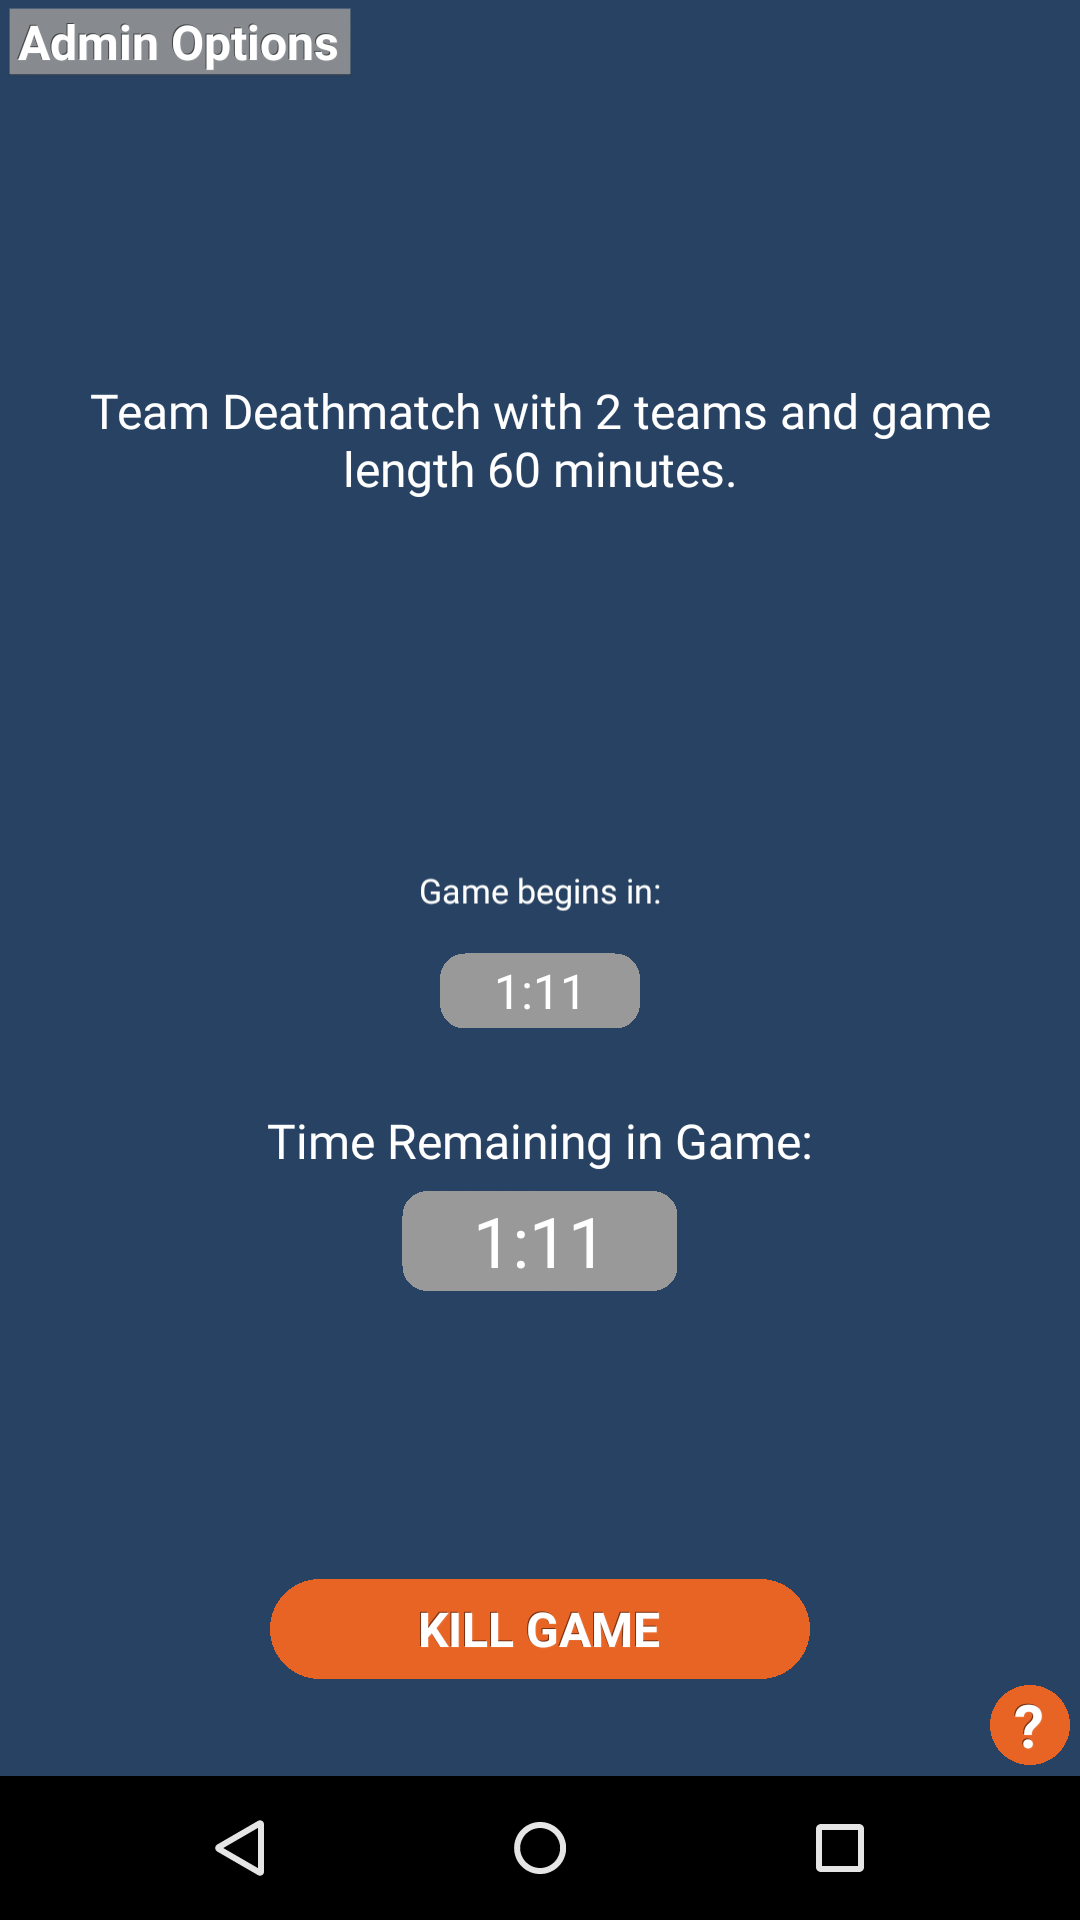 Admin Options
Team Deathmatch with 2 teams and game
length 60 minutes.
Game begins in:
1:11
Time Remaining in Game:
1:11
KILL GAME
?